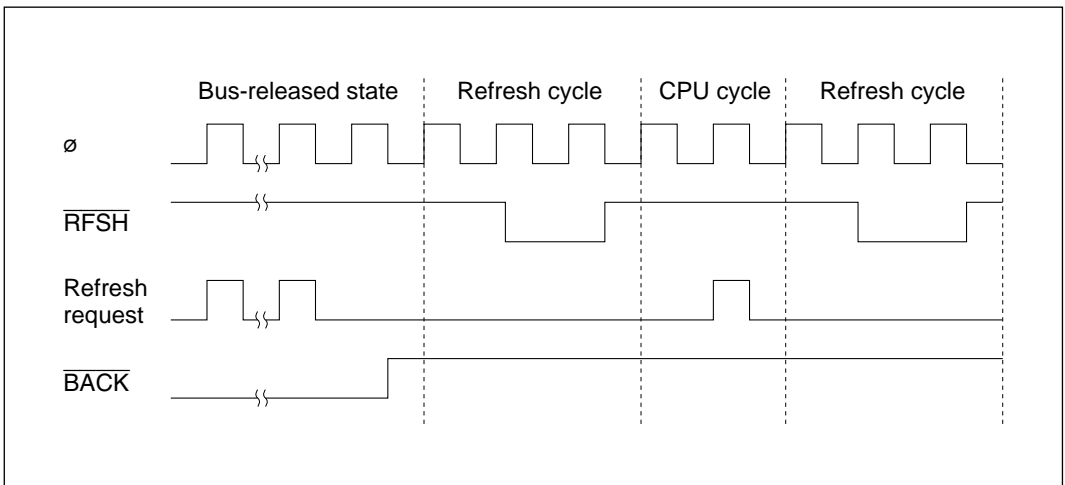 Bus-released state Refresh cycle CPU cycle Refresh cycle
ø
RFSH
Refresh
request
BACK